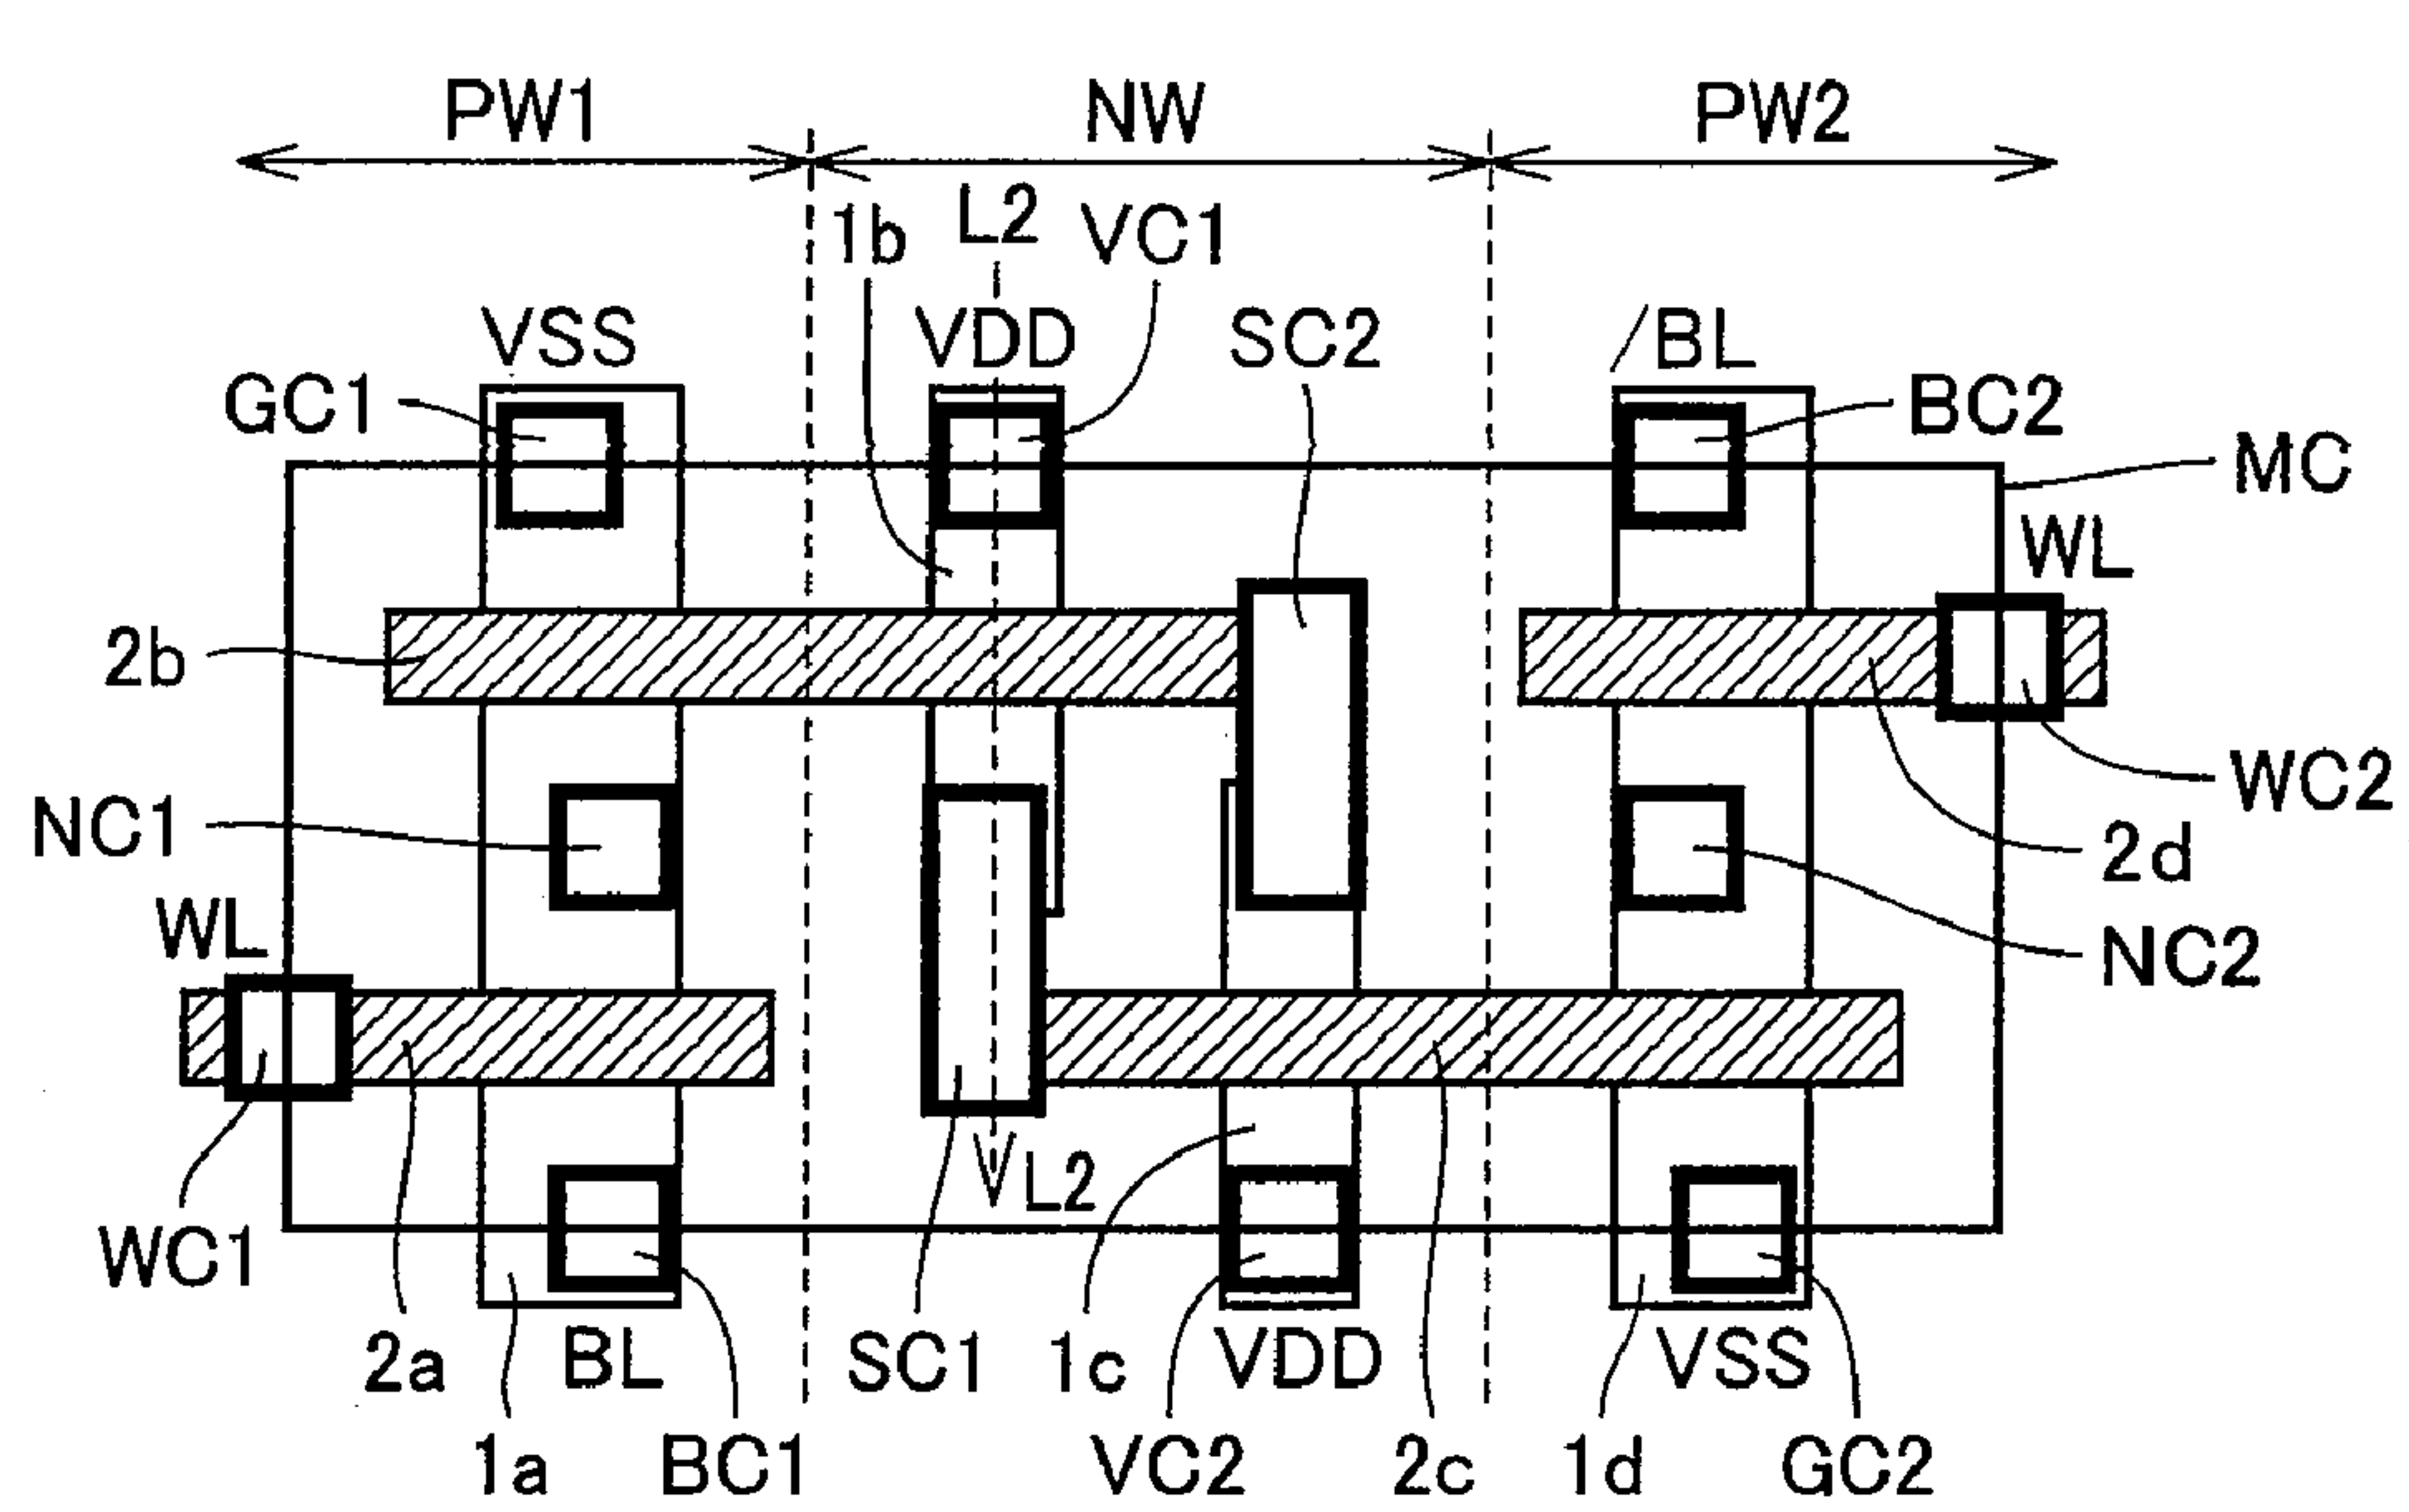 PW1 NW PW2
1b L2 VC1
VSS VDD SC2 /BL
GC1 BC2
MC
WL
2b
WC2
NC1 2d
WL NC2
L2
WC1
2a BL SC1 1c VDD VSS
1a BC1 VC2 2c 1d GC2